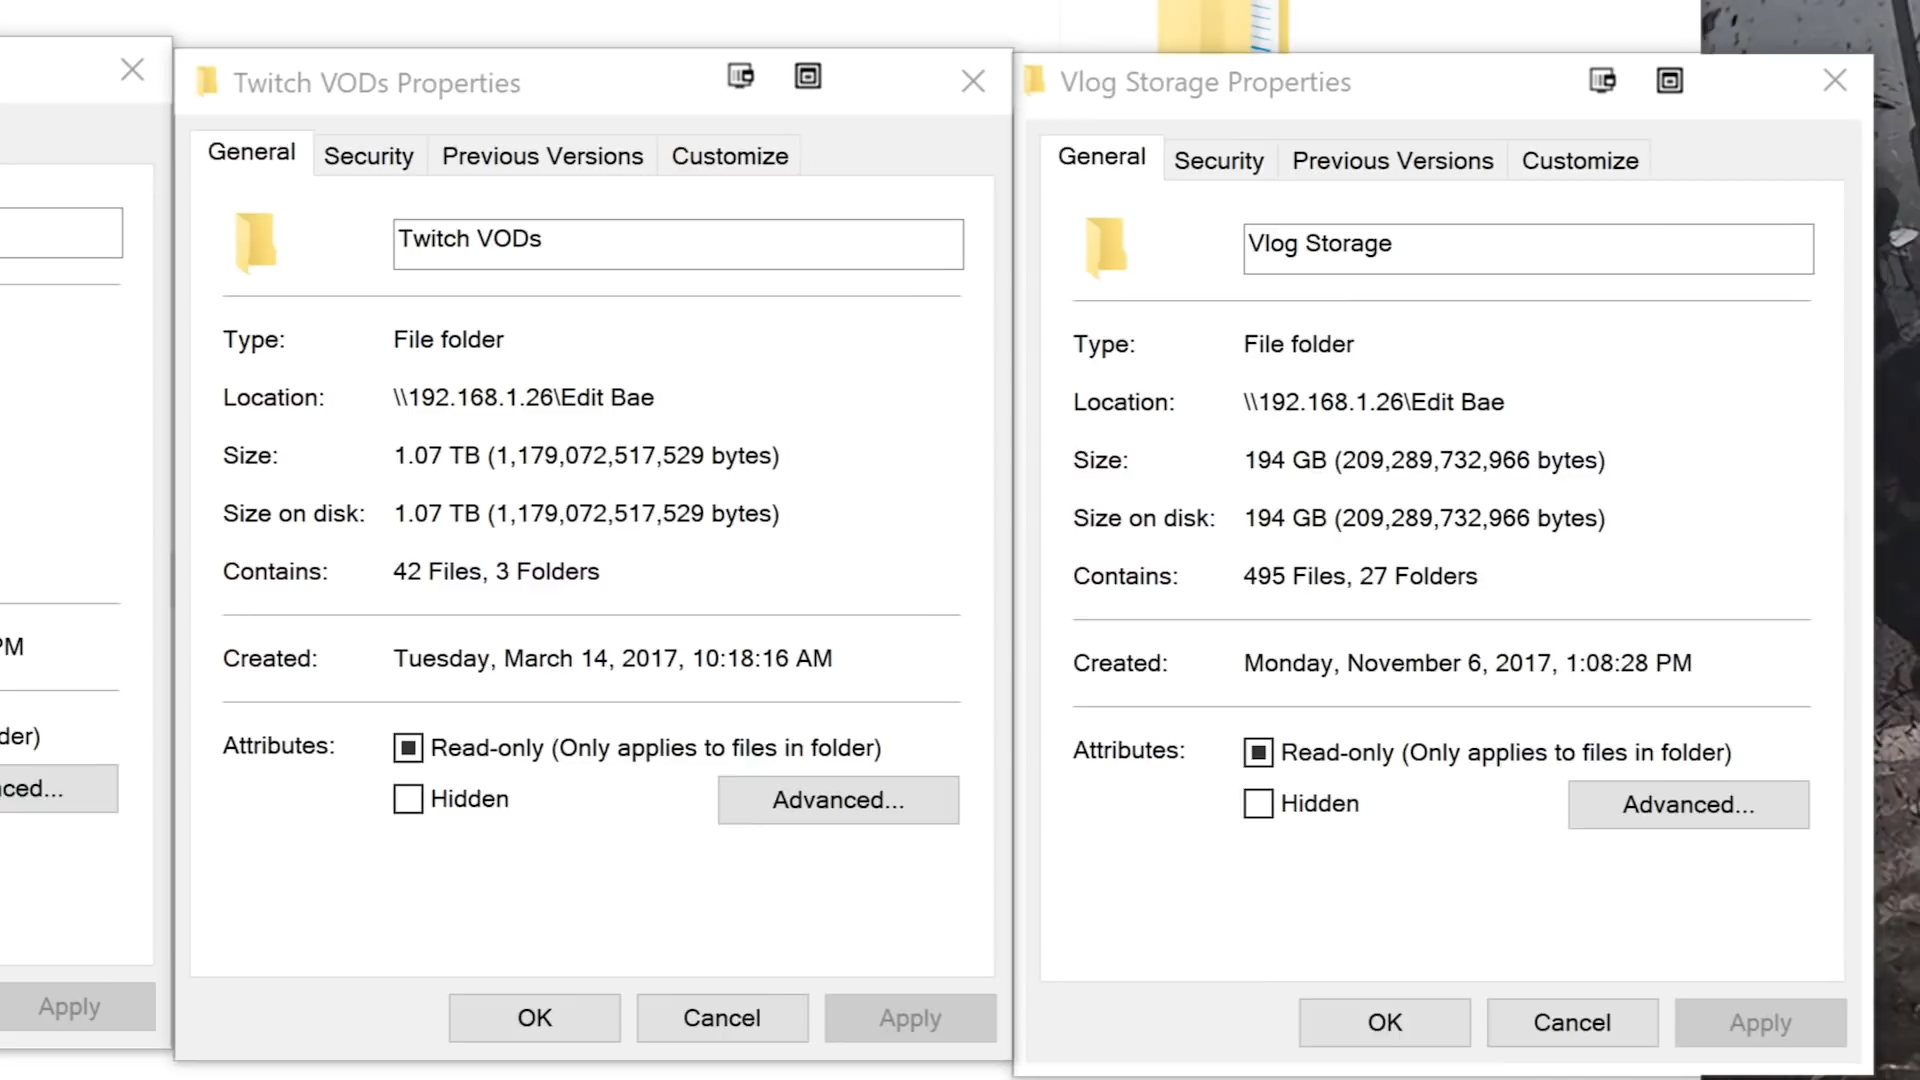 PM
der)
nced...
Apply
Twitch VODs Properties
General
Security
Previous Versions
Customize
Twitch VODs
Type: File folder
Location: \\192.168.1.26\Edit Bae
Size: 1.07 TB (1,179,072,517,529 bytes)
Size on disk: 1.07 TB (1,179,072,517,529 bytes)
Contains: 42 Files, 3 Folders
Created: Tuesday, March 14, 2017, 10:18:16 AM
Attributes: Read-only (Only applies to files in folder)
Hidden
Advanced...
OK
Cancel
Apply
Vlog Storage Properties
General
Security
Previous Versions
Customize
Vlog Storage
Type: File folder
Location: \\192.168.1.26\Edit Bae
Size: 194 GB (209,289,732,966 bytes)
Size on disk: 194 GB (209,289,732,966 bytes)
Contains: 495 Files, 27 Folders
Created: Monday, November 6, 2017, 1:08:28 PM
Attributes: Read-only (Only applies to files in folder)
Hidden
Advanced...
OK
Cancel
Apply